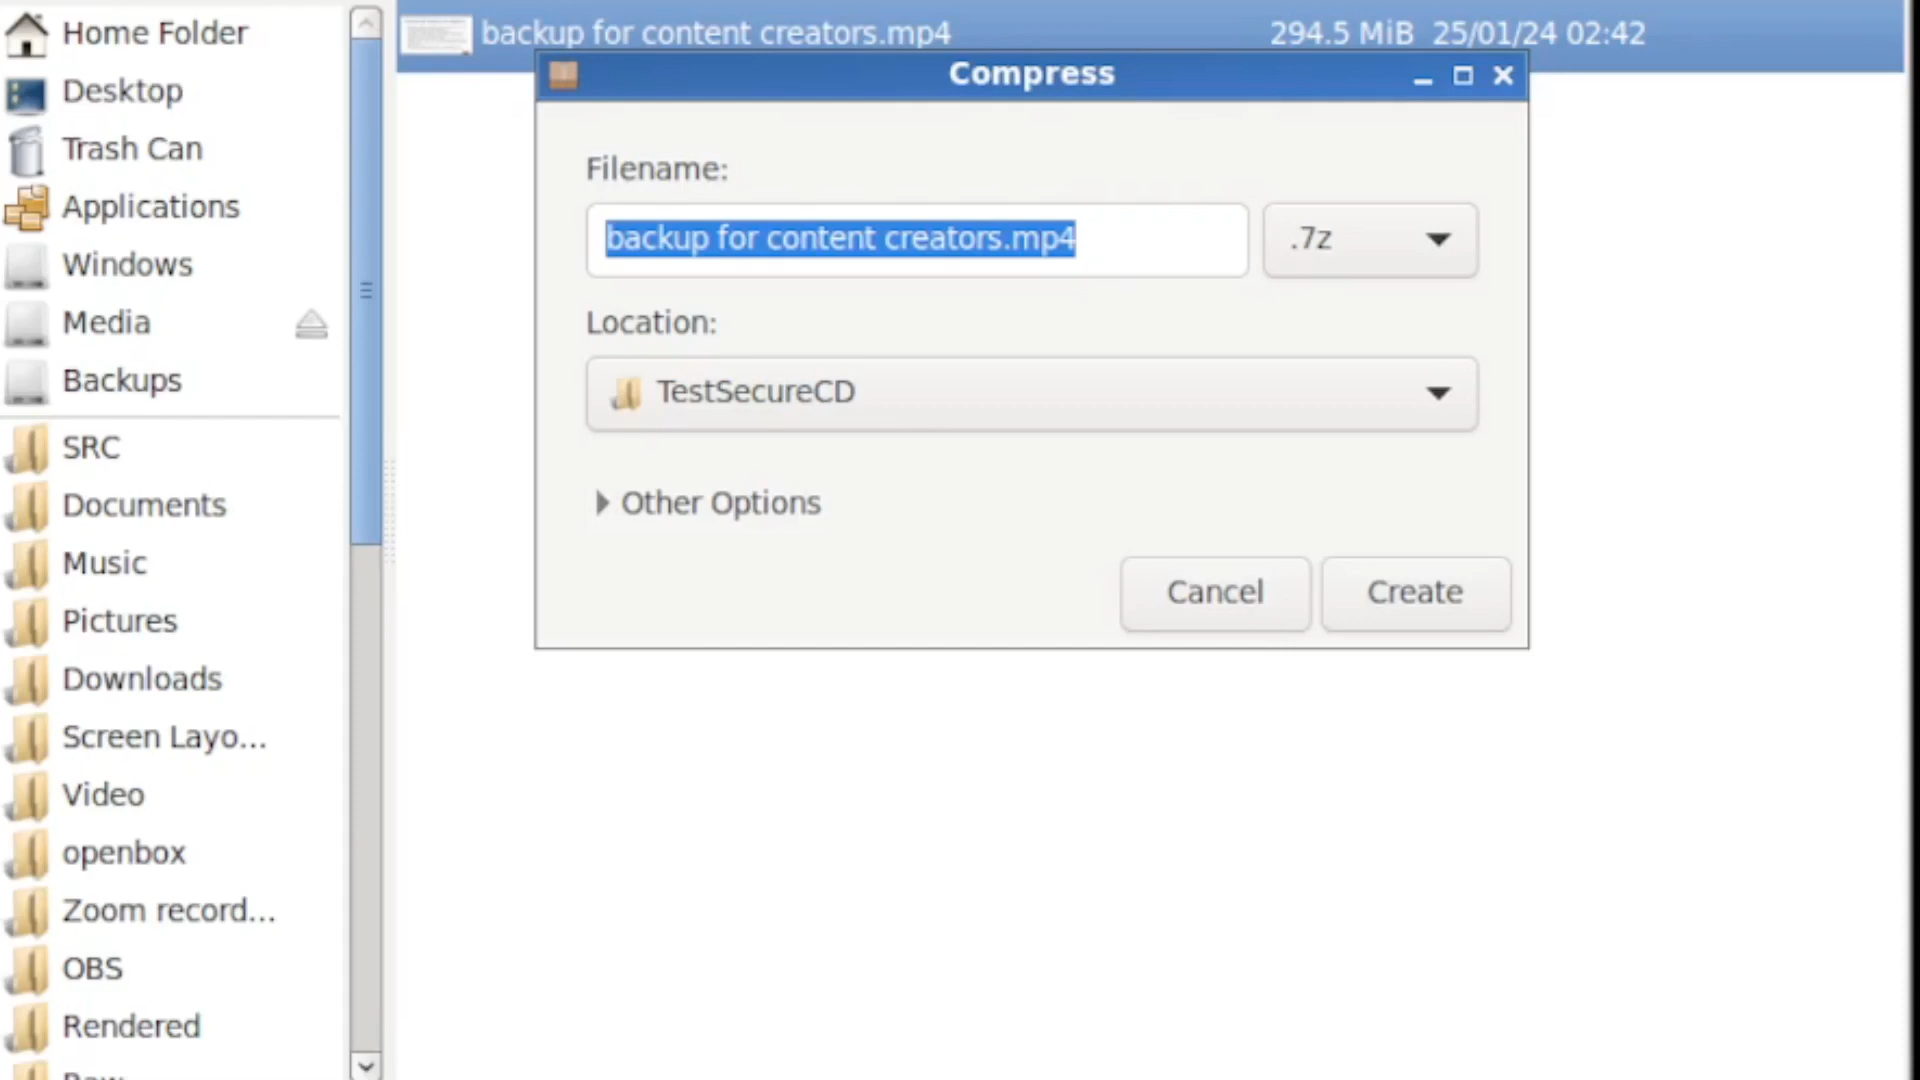 Home Folder
Desktop
Trash Can
Applications
Windows
Media
Backups
SRC
Documents
Music
Pictures
Downloads
Screen Layo...
Video
openbox
Zoom record...
OBS
Rendered
backup for content creators.mp4 294.5 MiB 25/01/24 02:42
Compress
Filename:
backup for content creators.mp4 .7z
Location:
TestSecureCD
Other Options
Cancel Create